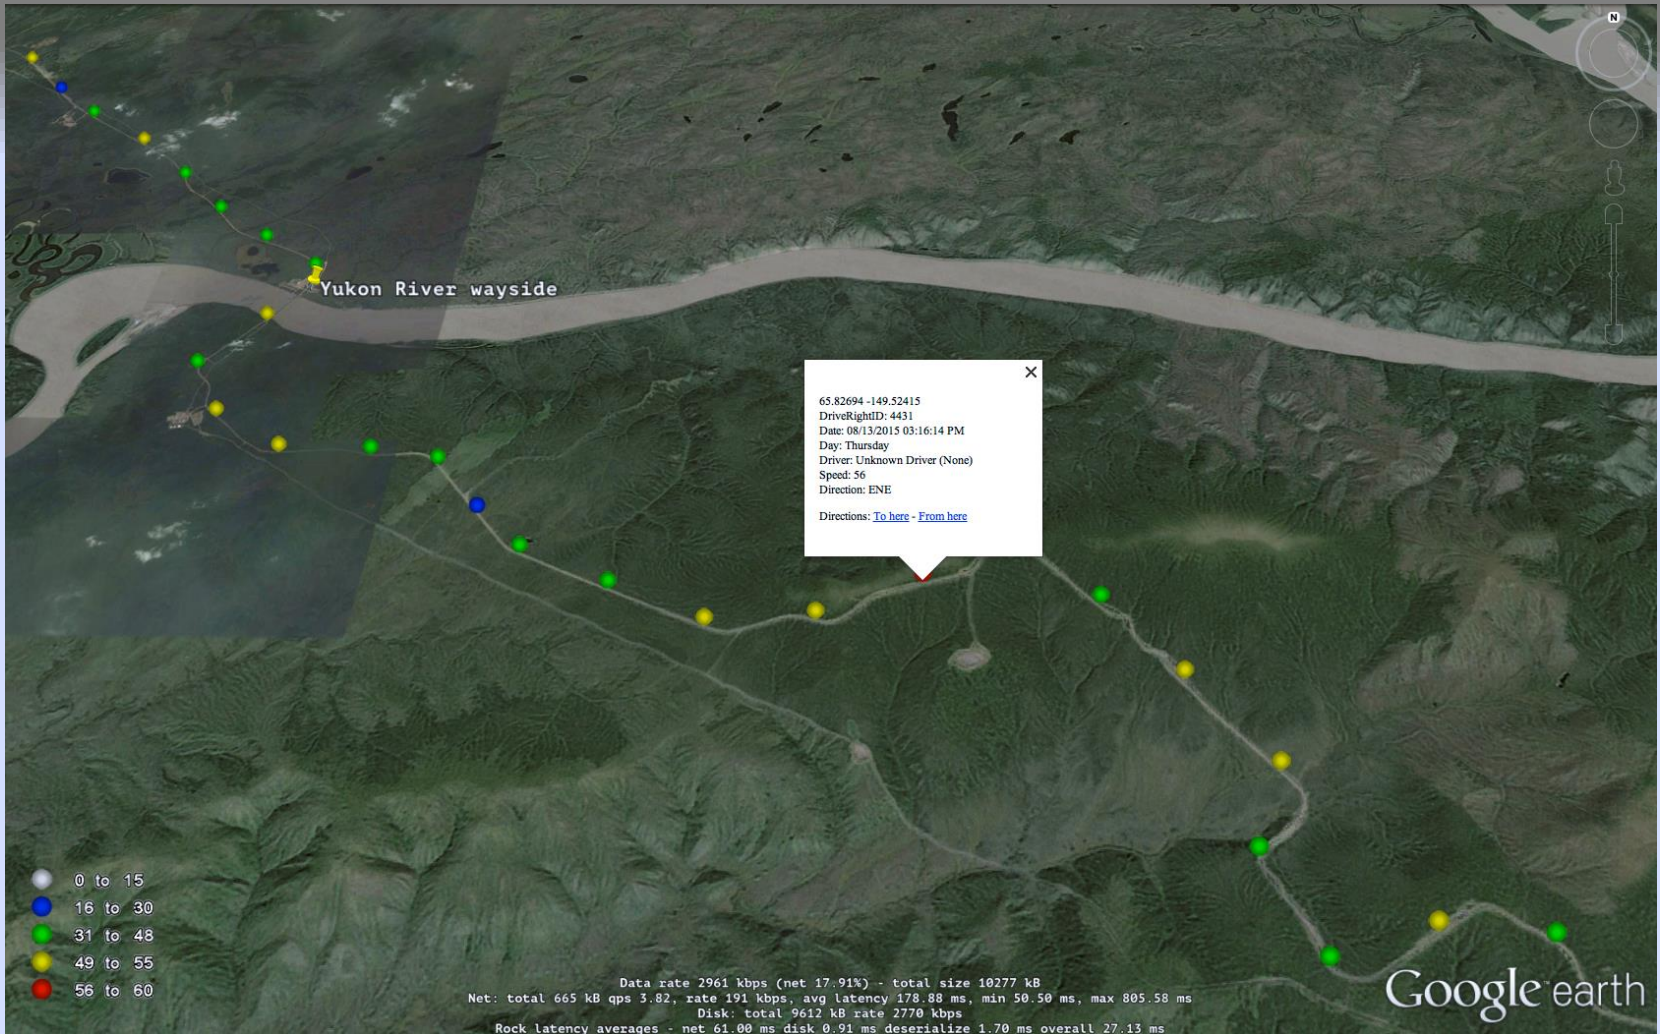 N
Yukon River wayside
65.82694 -149.52415
DriveRightID: 4431
Date: 08/13/2015 03:16:14 PM
Day: Thursday
Driver: Unknown Driver (None)
Speed: 56
Direction: ENE
Directions: To here - From here
0 to 15
16 to 30
31 to 48
49 to 55
56 to 60
Data rate 2961 kbps (net 17.91%) - total size 10277 kB
Net: total 665 kB qps 3.82, rate 191 kbps, avg latency 178.88 ms, min 50.50 ms, max 805.58 ms
Disk: total 9612 kB rate 2770 kbps
Rock latency averages - net 61.00 ms disk 0.91 ms deserialize 1.70 ms overall 27.13 ms
Google earth